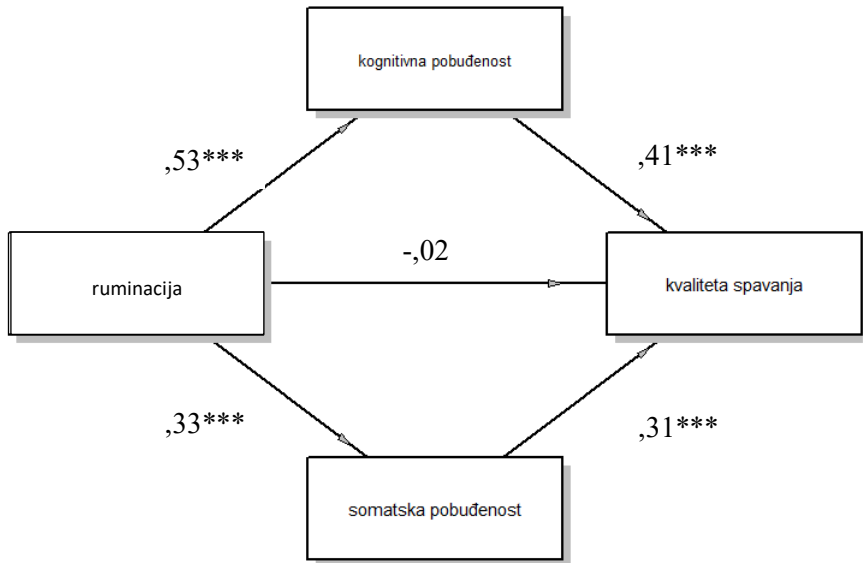 kognitivna pobuđenost
,53***
,41***
-,02
ruminacija
kvaliteta spavanja
,33***
,31***
somatska pobuđenost